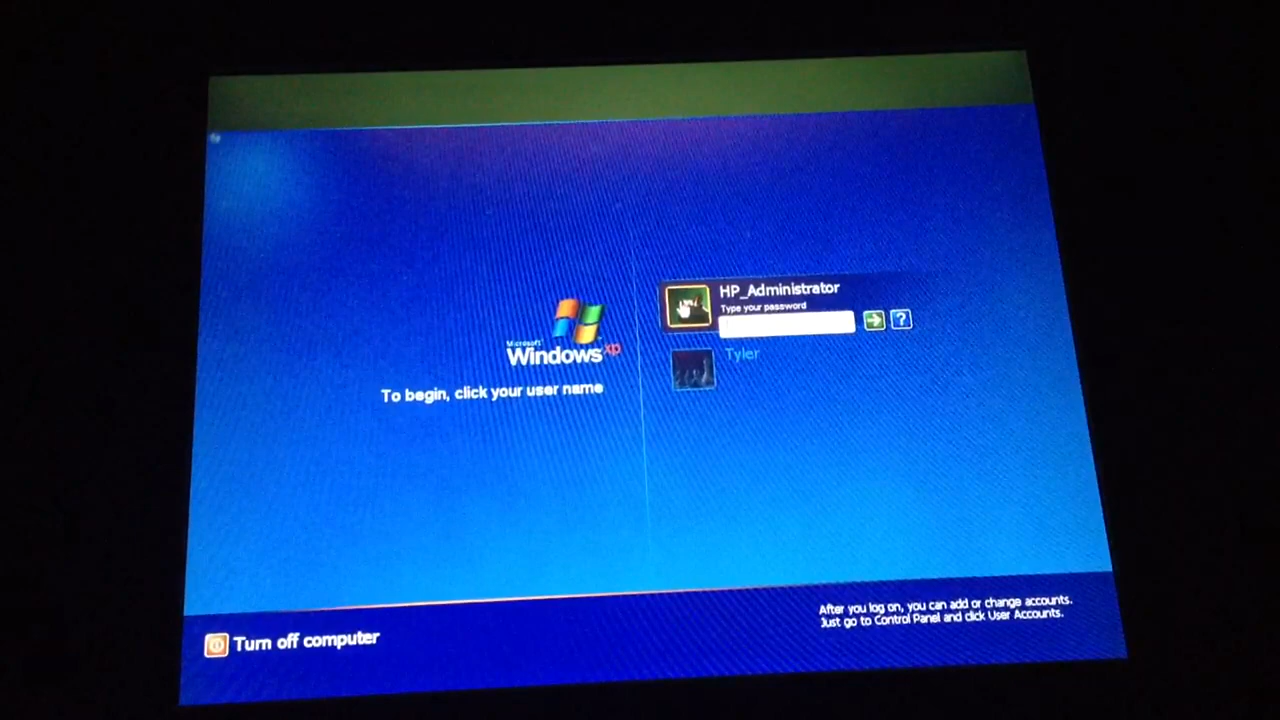 HP_Administrator
Type your password
?
Tyler
Microsoft
Windows xp
To begin, click your user name
Turn off computer
After you log on, you can add or change accounts.
Just go to Control Panel and click User Accounts.